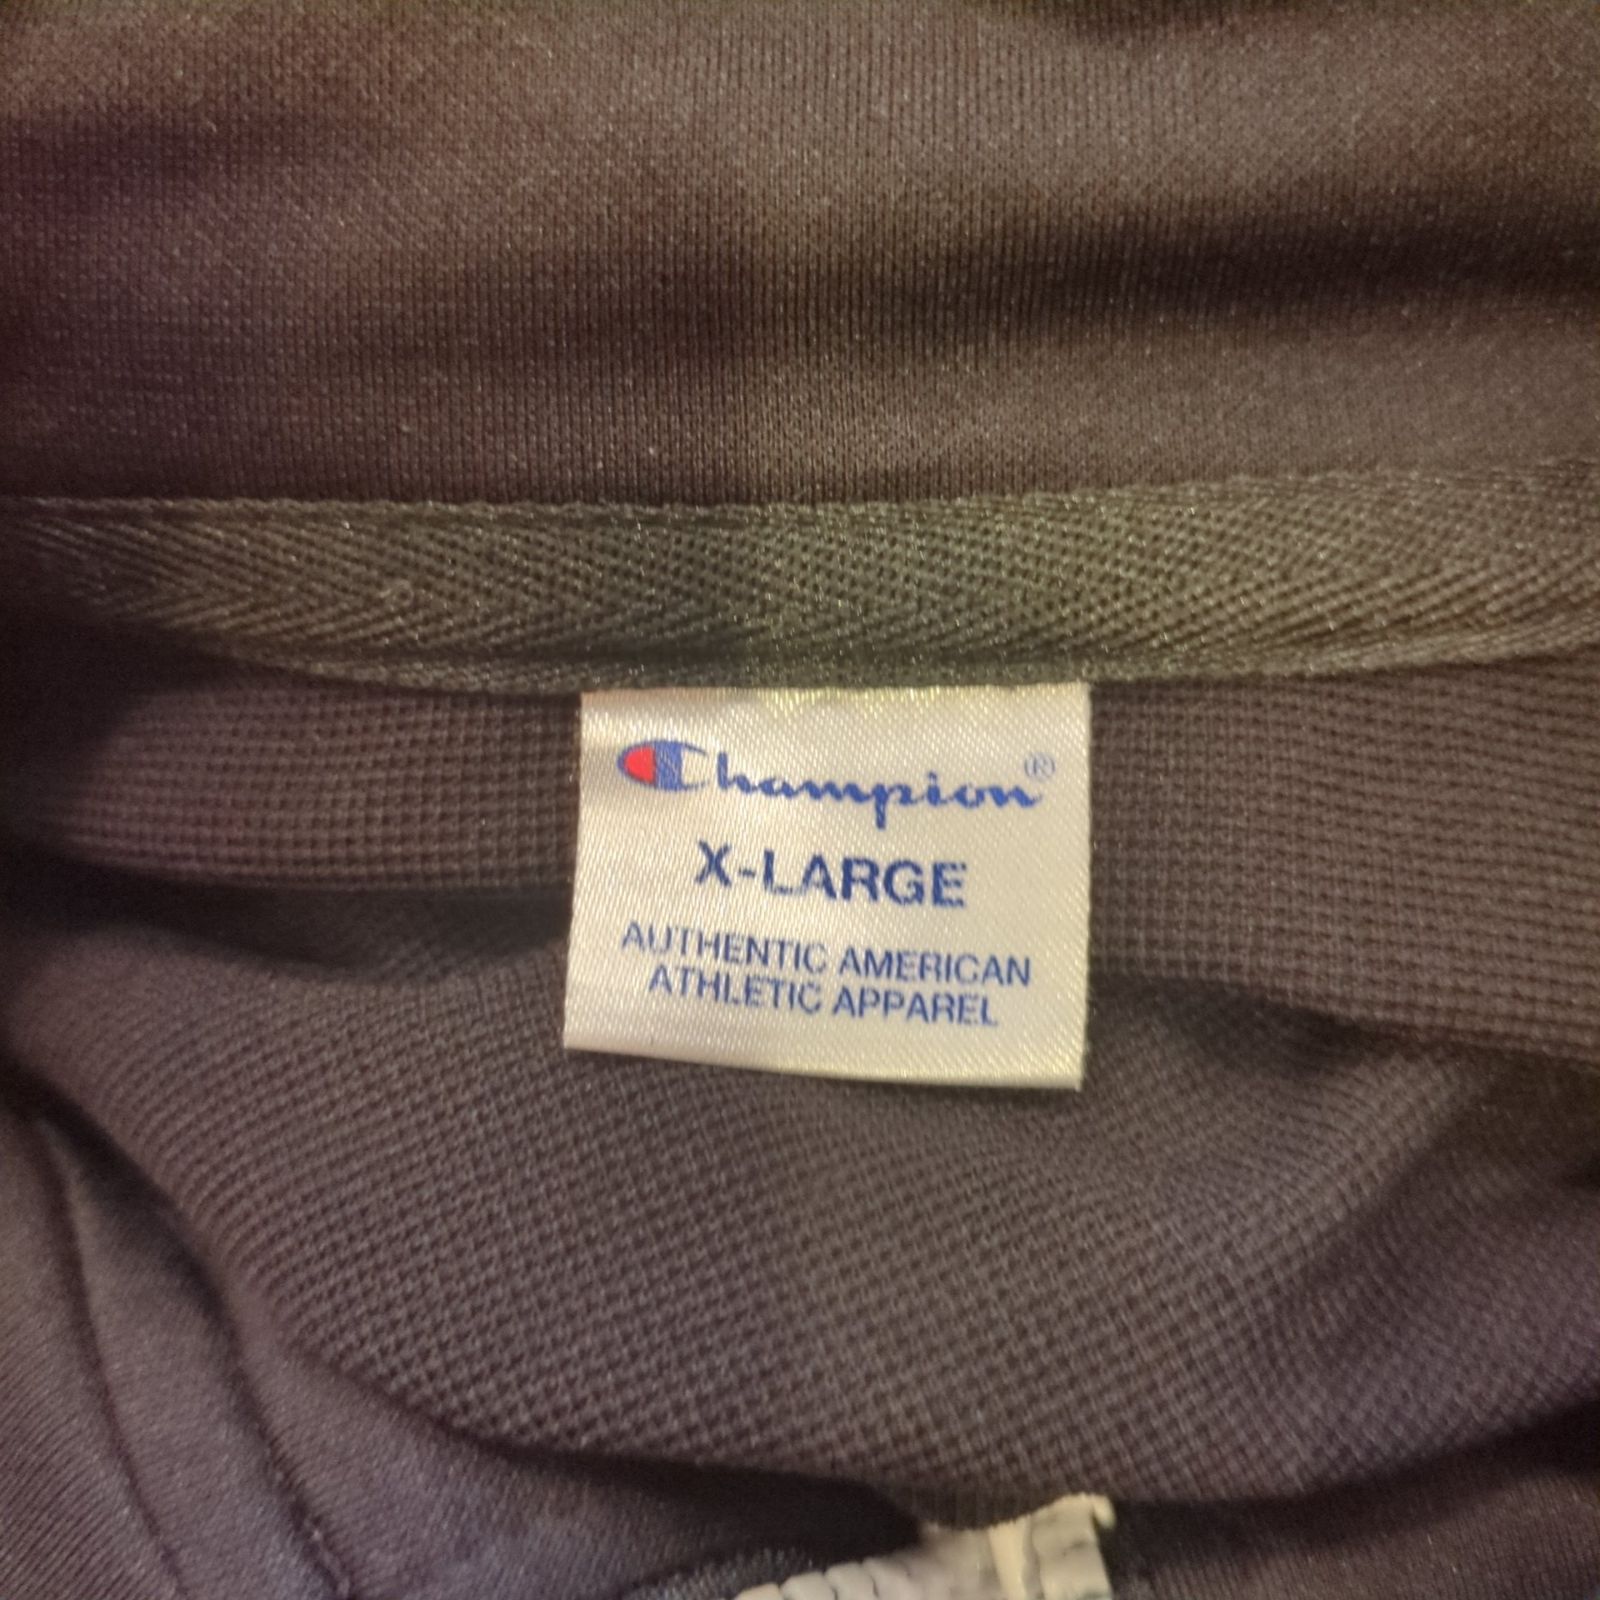 Champion®
X-LARGE
AUTHENTIC AMERICAN
ATHLETIC APPAREL